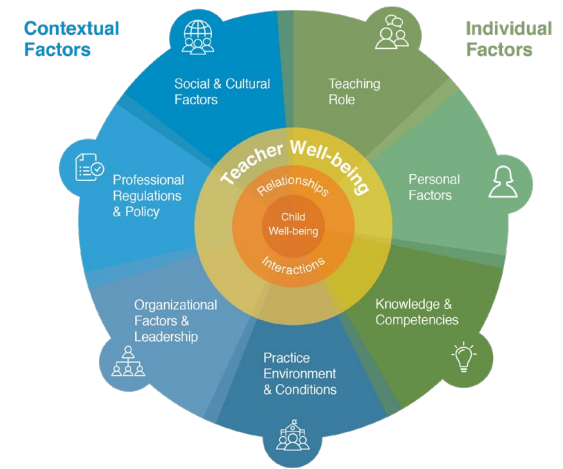 Contextual
Factors
Individual
Factors
Social & Cultural
Factors
Teaching
Role
Professional
Regulations
& Policy
Personal
Factors
Organizational
Factors &
Leadership
Knowledge &
Competencies
Practice
Environment
& Conditions
Teacher Well-being
Relationships
Child
Well-being
Interactions